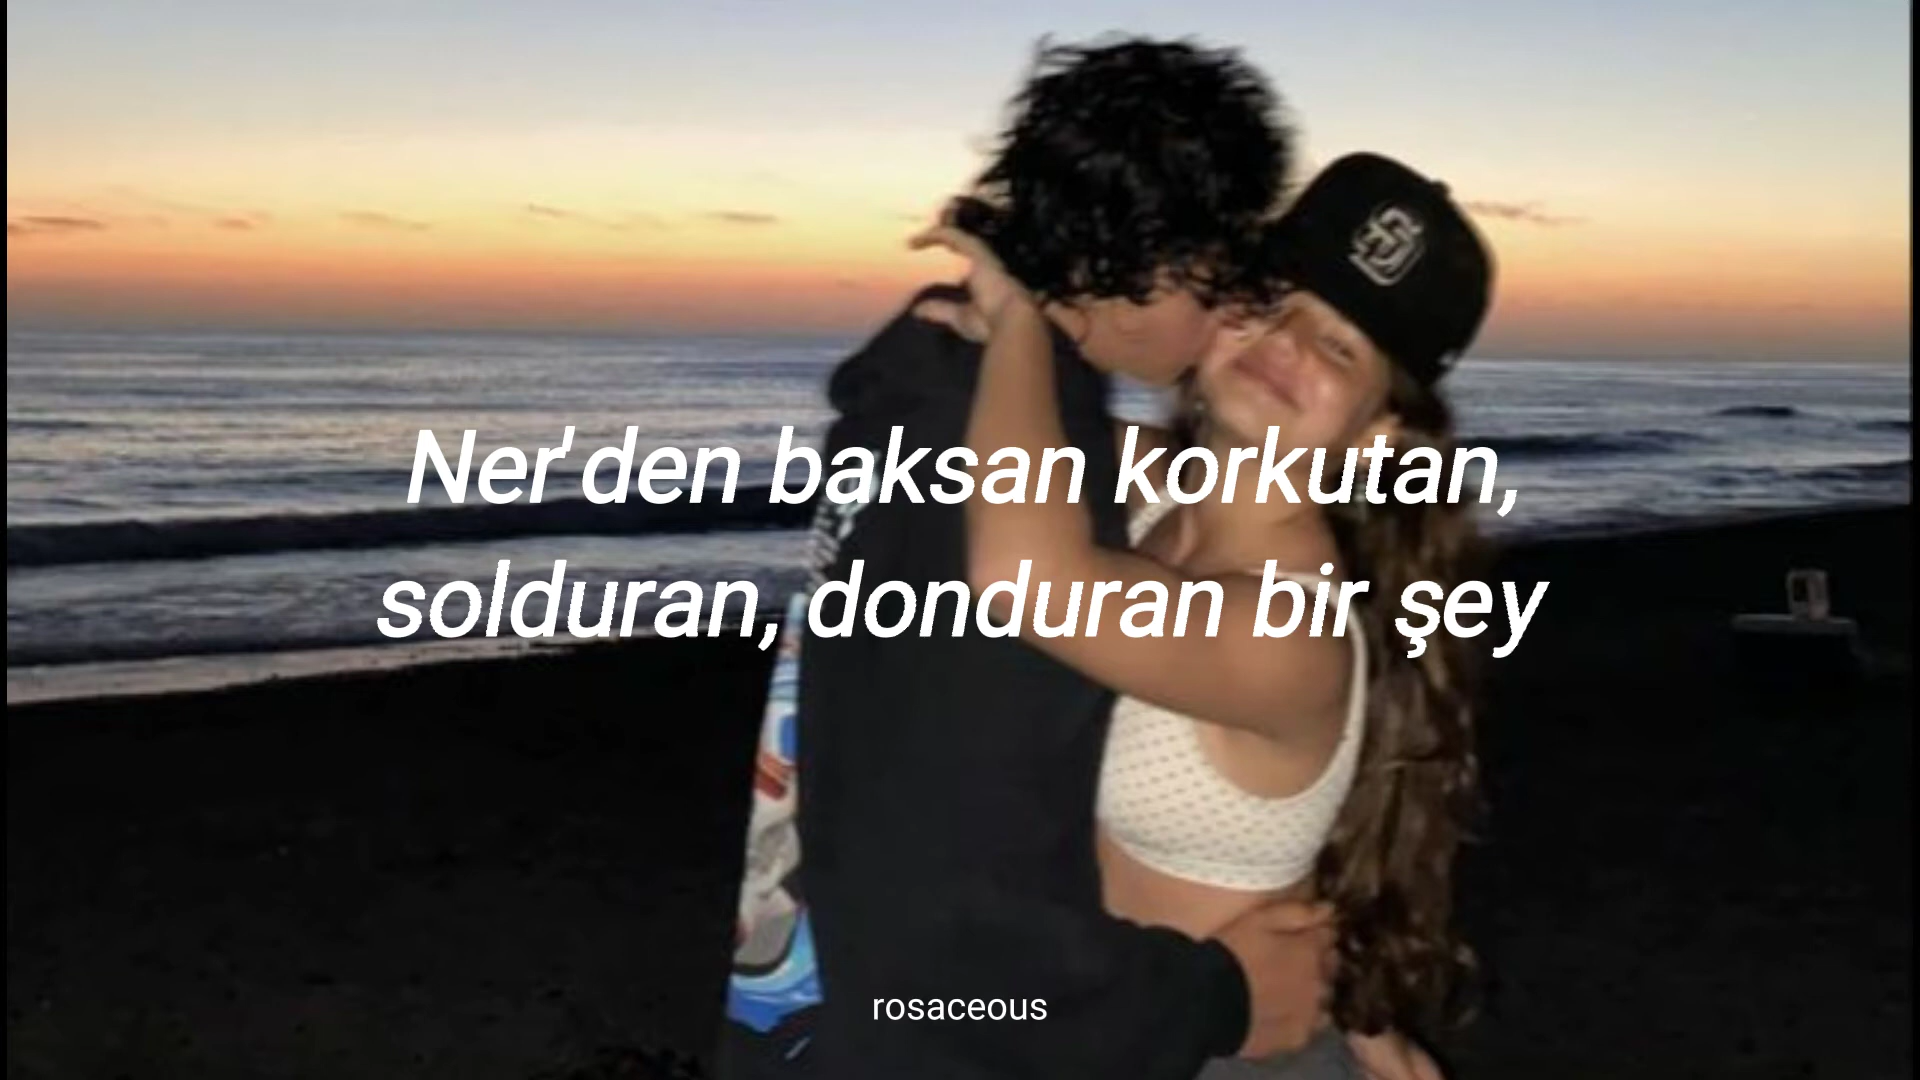 Ner'den baksan korkutan,
solduran, donduran bir şey
rosaceous